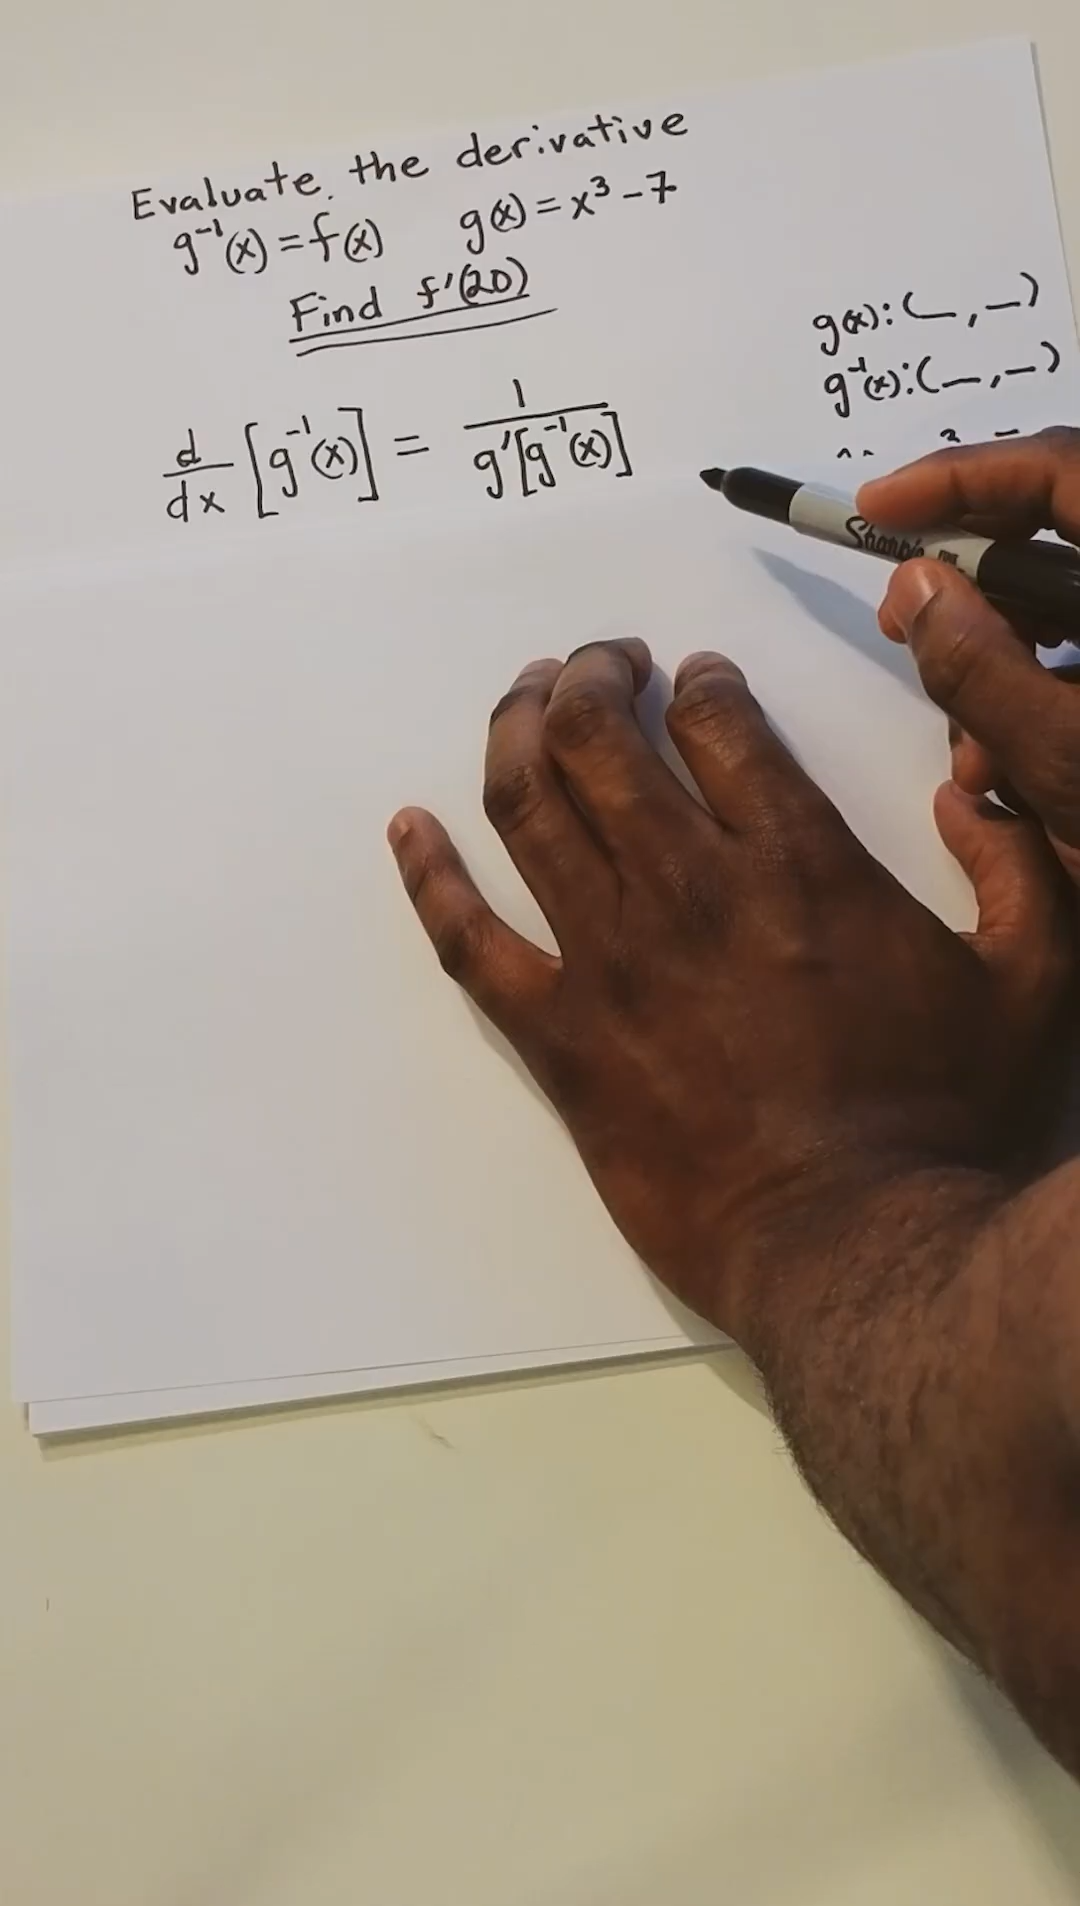 Evaluate the derivative
g⁻¹(x) = f(x) g(x) = x³ - 7
Find f'(20)
g(x): (_, _)
g⁻¹(x): (_, _)
d/dx [g⁻¹(x)] = 1/g'[g⁻¹(x)]
Sharpie